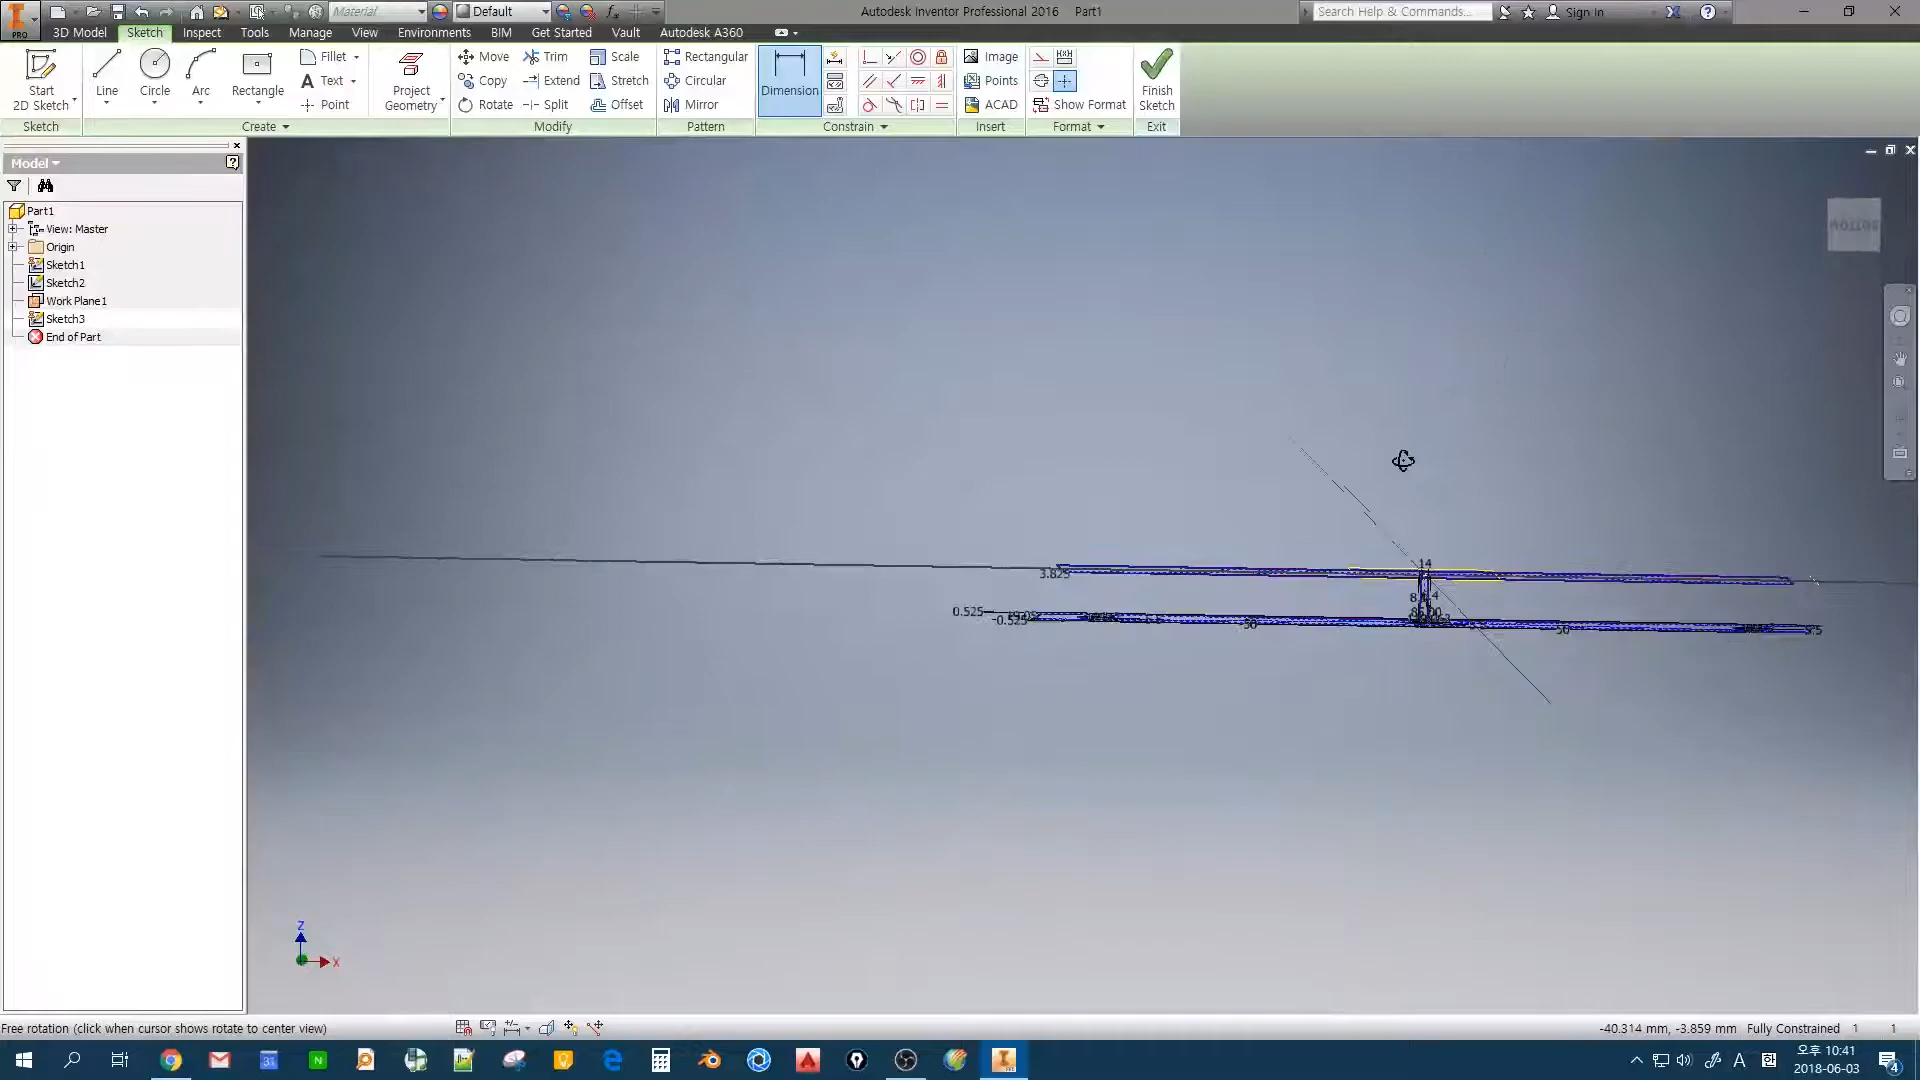 Material
Default
Autodesk Inventor Professional 2016 Part1
Search Help & Commands...
Sign In
PRO
3D Model Sketch Inspect Tools Manage View Environments BIM Get Started Vault Autodesk A360
Start 2D Sketch
Line
Circle
Arc
Rectangle
Fillet
Text
Point
Project Geometry
Move
Copy
Rotate
Trim
Extend
Split
Scale
Stretch
Offset
Rectangular
Circular
Mirror
Dimension
Image
Points
ACAD
Show Format
Finish Sketch
Sketch
Create
Modify
Pattern
Constrain
Insert
Format
Exit
Model
Part1
View: Master
Origin
Sketch1
Sketch2
Work Plane1
Sketch3
End of Part
BOTTOM
14
3.825
0.525
-0.525
50
50
5.5
Z
X
Free rotation (click when cursor shows rotate to center view)
-40.314 mm, -3.859 mm Fully Constrained 1 1
A
오후 10:41
2018-06-03
4